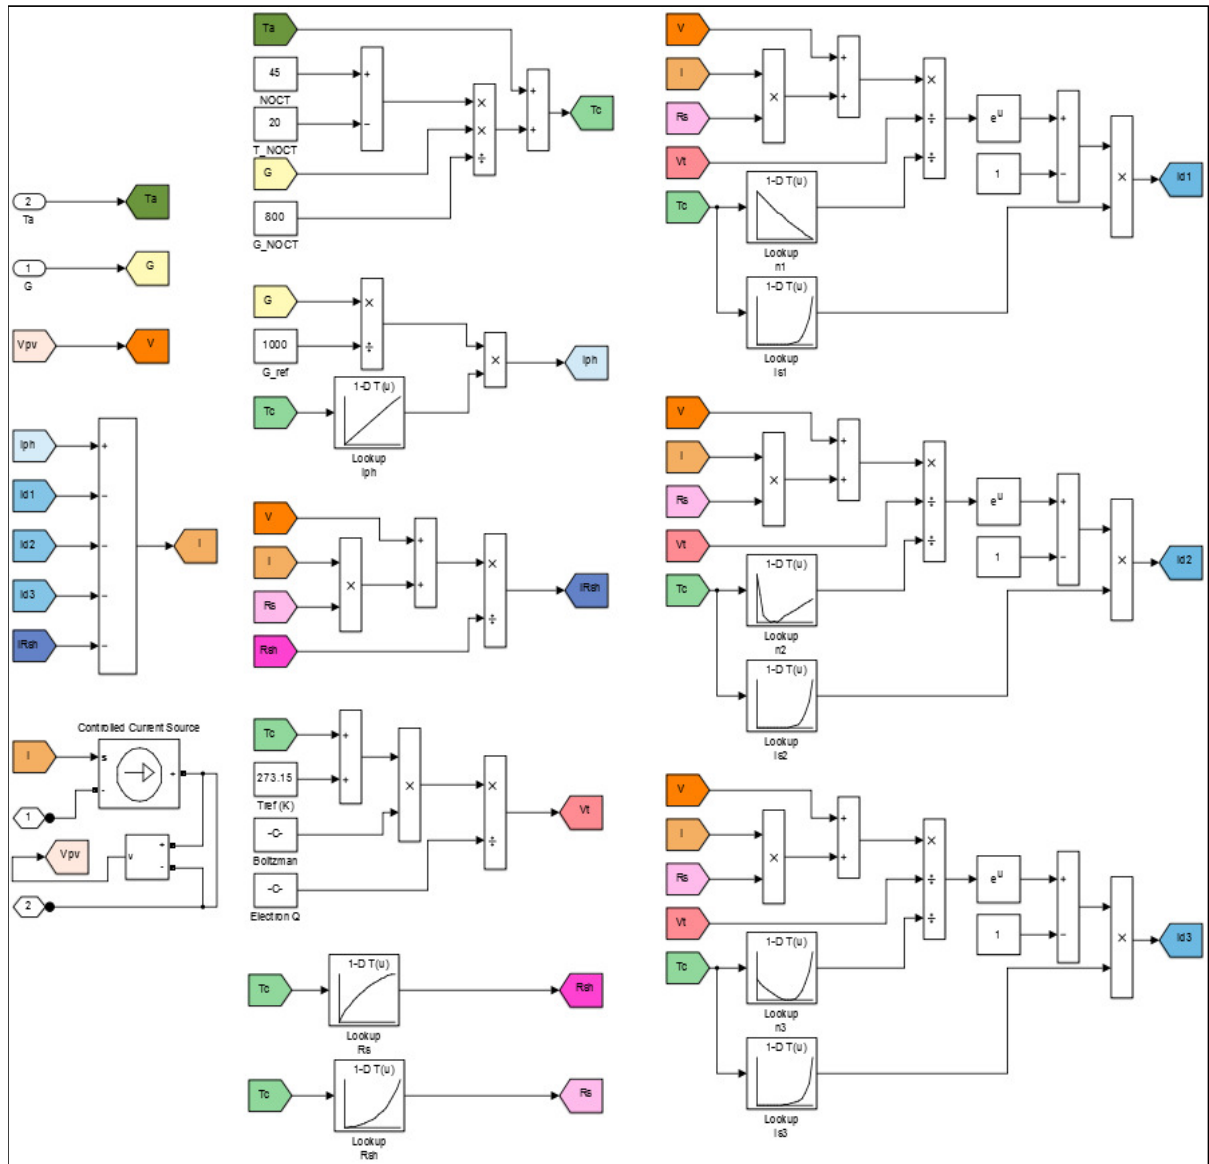 2
Ta
Ta
1
G
G
Vpv
V
Iph
+
Id1
−
Id2
−
Id3
−
IRsh
−
I
Controlled Current Source
I
s
+
-
1
Vpv
v
+
-
2
Ta
45
NOCT
20
T_NOCT
G
800
G_NOCT
+
−
×
×
÷
+
+
Tc
G
1000
G_ref
×
÷
Tc
1-D T(u)
Lookup
Iph
×
Iph
V
I
Rs
Rsh
×
+
+
×
÷
IRsh
Tc
273.15
Tref (K)
-C-
Boltzman
-C-
Electron Q
+
+
×
×
÷
Vt
Tc
1-D T(u)
Lookup
Rs
Rsh
Tc
1-D T(u)
Lookup
Rsh
Rs
V
I
Rs
Vt
Tc
×
+
+
×
÷
÷
e^u
1
+
−
×
Id1
1-D T(u)
Lookup
n1
1-D T(u)
Lookup
Is1
V
I
Rs
Vt
Tc
×
+
+
×
÷
÷
e^u
1
+
−
×
Id2
1-D T(u)
Lookup
n2
1-D T(u)
Lookup
Is2
V
I
Rs
Vt
Tc
×
+
+
×
÷
÷
e^u
1
+
−
×
Id3
1-D T(u)
Lookup
n3
1-D T(u)
Lookup
Is3